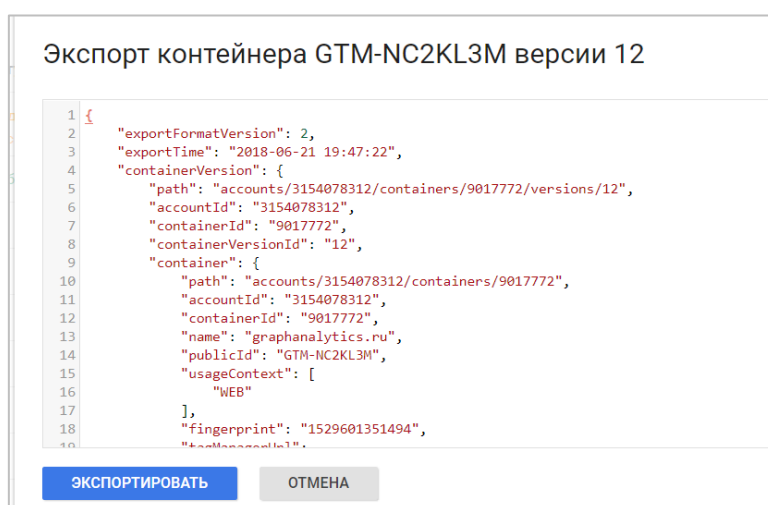 Экспорт контейнера GTM-NC2KL3M версии 12
1 {
2 "exportFormatVersion": 2,
3 "exportTime": "2018-06-21 19:47:22",
4 "containerVersion": {
5 "path": "accounts/3154078312/containers/9017772/versions/12",
6 "accountId": "3154078312",
7 "containerId": "9017772",
8 "containerVersionId": "12",
9 "container": {
10 "path": "accounts/3154078312/containers/9017772",
11 "accountId": "3154078312",
12 "containerId": "9017772",
13 "name": "graphanalytics.ru",
14 "publicId": "GTM-NC2KL3M",
15 "usageContext": [
16 "WEB"
17 ],
18 "fingerprint": "1529601351494",
19 "tagManagerUrl":
ЭКСПОРТИРОВАТЬ ОТМЕНА